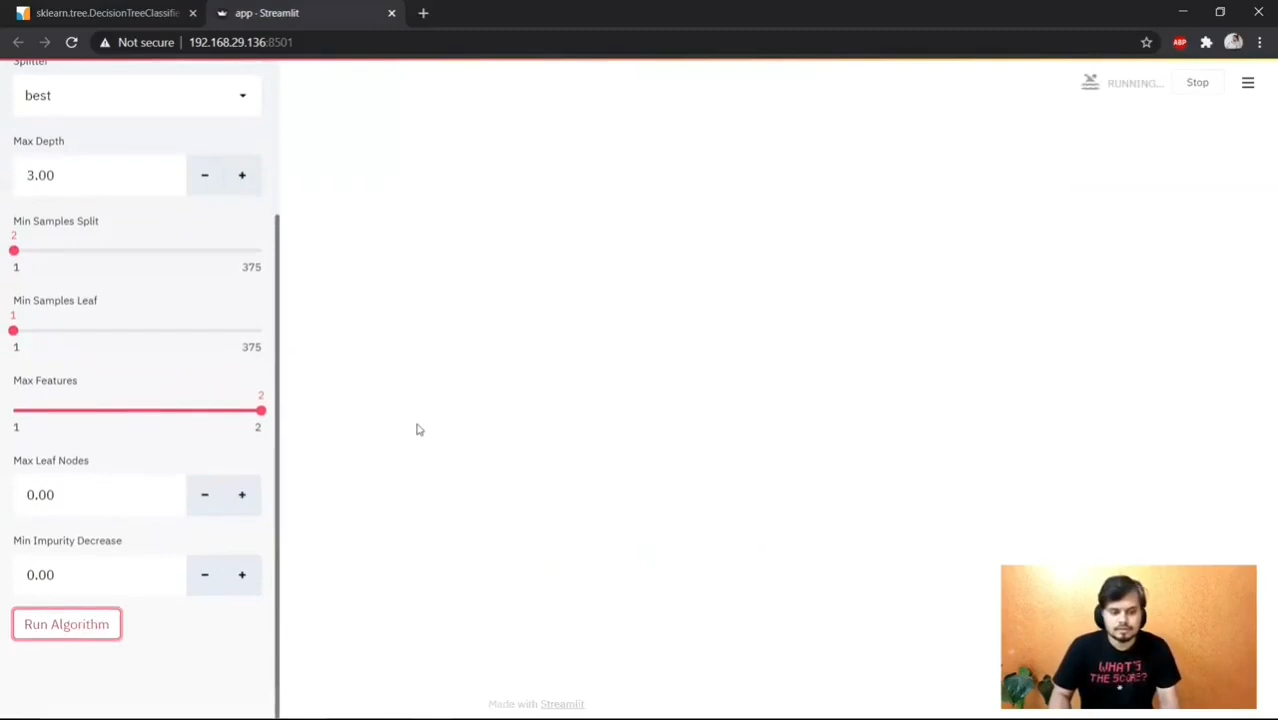 sklearn.tree.DecisionTreeClassifie
app · Streamlit
Not secure
192.168.29.136:8501
ABP
Splitter
best
RUNNING...
Stop
Max Depth
3.00
Min Samples Split
2
1
375
Min Samples Leaf
1
1
375
Max Features
2
1
2
Max Leaf Nodes
0.00
Min Impurity Decrease
0.00
Run Algorithm
Made with Streamlit
WHAT'S
THE SCORE?